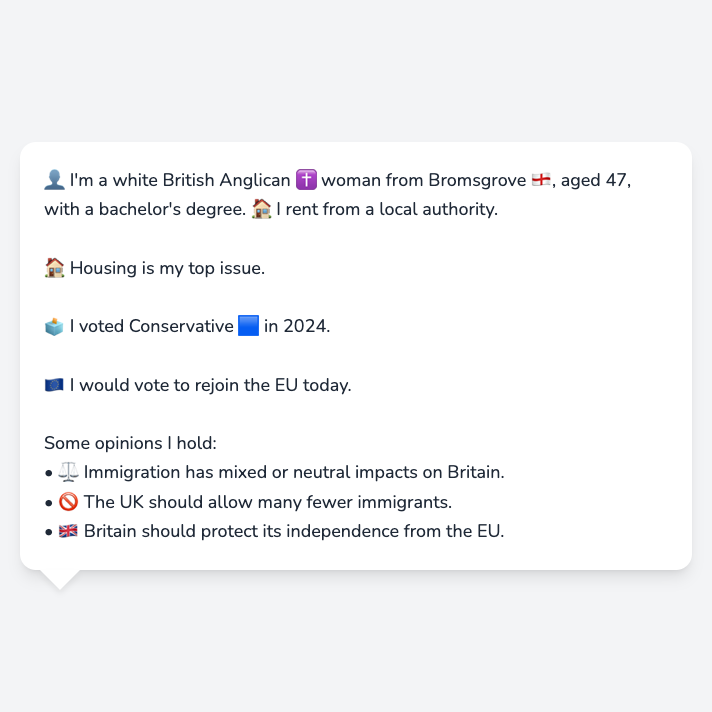 👤 I'm a white British Anglican ✝️ woman from Bromsgrove 🏴󠁧󠁢󠁥󠁮󠁧󠁿, aged 47,
with a bachelor's degree. 🏠 I rent from a local authority.
🏠 Housing is my top issue.
🗳️ I voted Conservative 🟦 in 2024.
🇪🇺 I would vote to rejoin the EU today.
Some opinions I hold:
• ⚖️ Immigration has mixed or neutral impacts on Britain.
• 🚫 The UK should allow many fewer immigrants.
• 🇬🇧 Britain should protect its independence from the EU.